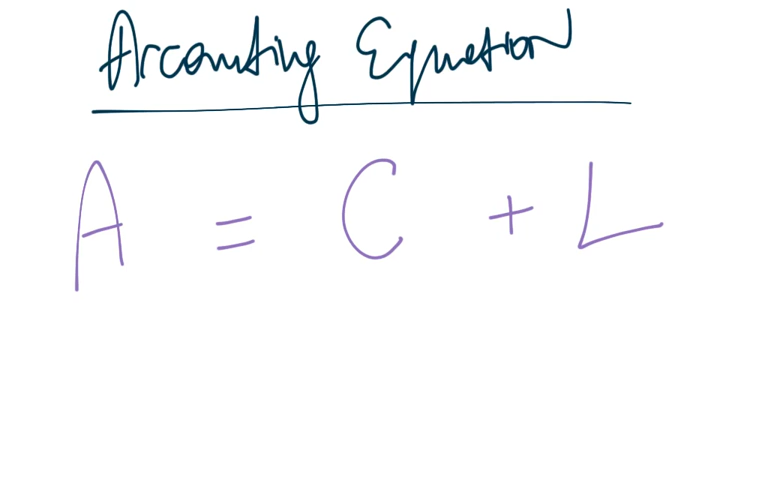 Accounting Equation
A = C + L